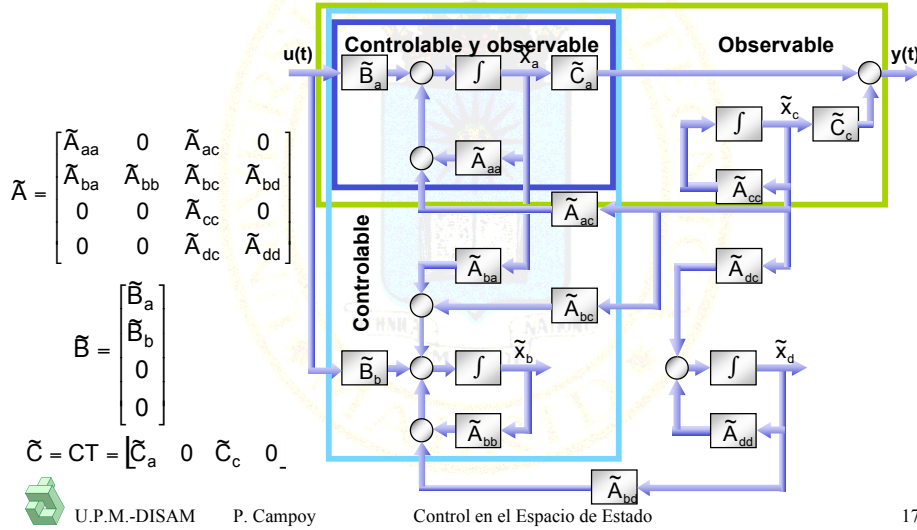 Controlable y observable
Observable
u(t)
y(t)
B̃a
∫
x̃a
C̃a
x̃c
∫
C̃c
Ãaa
Ãcc
Ãac
Ã = [Ãaa 0 Ãac 0
Ãba Ãbb Ãbc Ãbd
0 0 Ãcc 0
0 0 Ãdc Ãdd]
Controlable
Ãba
Ãdc
Ãbc
B̃ = [B̃a
B̃b
0
0]
B̃b
∫
x̃b
∫
x̃d
Ãbb
Ãdd
C̃ = CT = [C̃a 0 C̃c 0
Ãbd
U.P.M.-DISAM P. Campoy Control en el Espacio de Estado 17